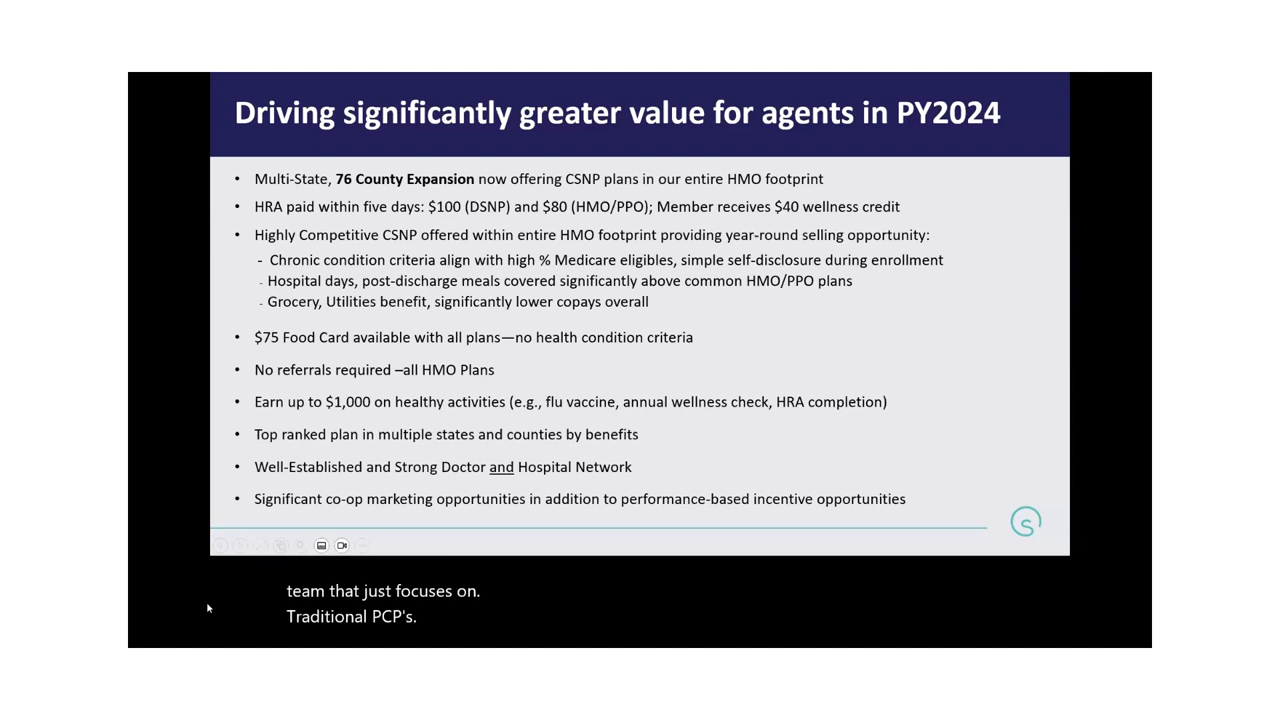 Driving significantly greater value for agents in PY2024
• Multi-State, 76 County Expansion now offering CSNP plans in our entire HMO footprint
• HRA paid within five days: $100 (DSNP) and $80 (HMO/PPO); Member receives $40 wellness credit
• Highly Competitive CSNP offered within entire HMO footprint providing year-round selling opportunity:
- Chronic condition criteria align with high % Medicare eligibles, simple self-disclosure during enrollment
- Hospital days, post-discharge meals covered significantly above common HMO/PPO plans
- Grocery, Utilities benefit, significantly lower copays overall
• $75 Food Card available with all plans—no health condition criteria
• No referrals required –all HMO Plans
• Earn up to $1,000 on healthy activities (e.g., flu vaccine, annual wellness check, HRA completion)
• Top ranked plan in multiple states and counties by benefits
• Well-Established and Strong Doctor and Hospital Network
• Significant co-op marketing opportunities in addition to performance-based incentive opportunities
S
team that just focuses on.
Traditional PCP's.